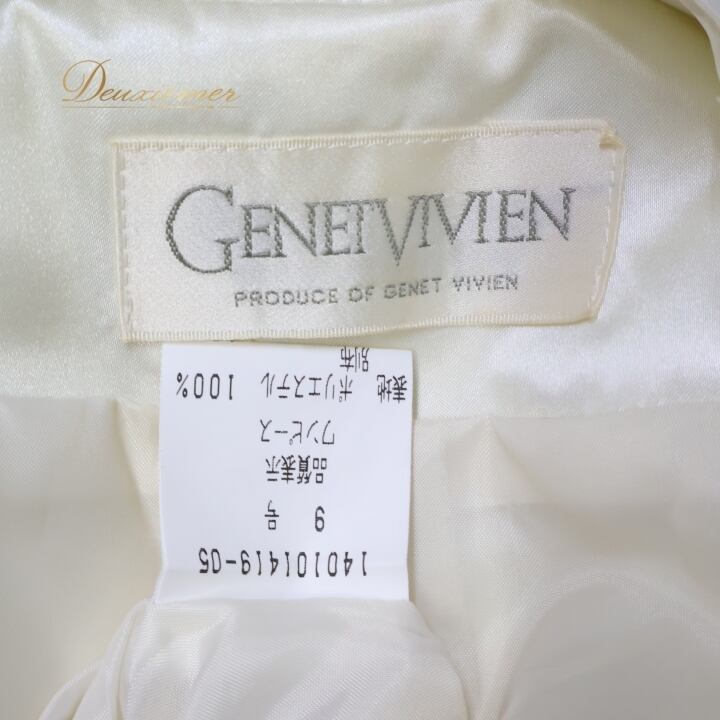 Deuxiemer
GENET VIVIEN
PRODUCE OF GENET VIVIEN
140101419-05
9 号
品質表示
ワンピース
表地 ポリエステル 100%
別布